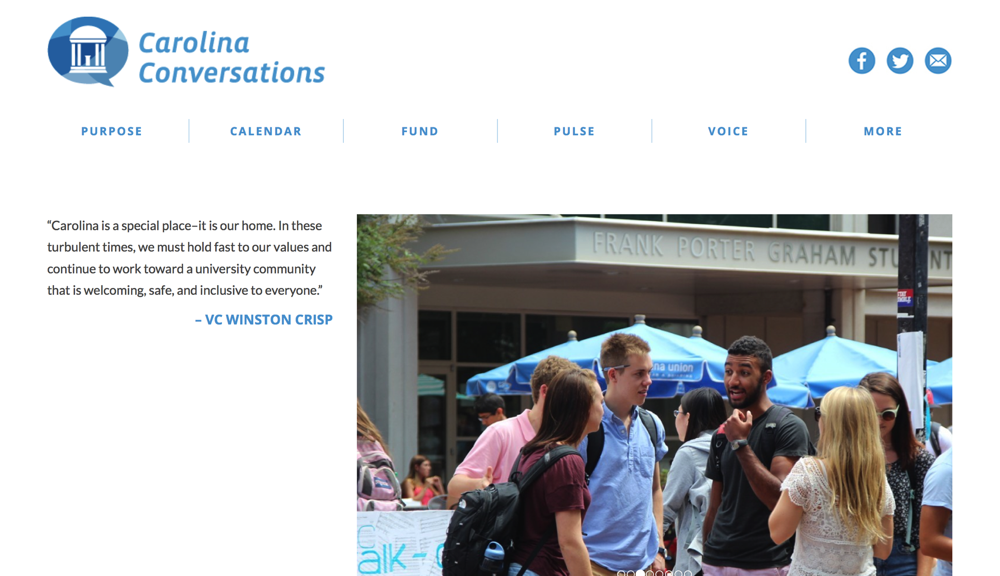 Carolina
Conversations
PURPOSE
CALENDAR
FUND
PULSE
VOICE
MORE
“Carolina is a special place–it is our home. In these
turbulent times, we must hold fast to our values and
continue to work toward a university community
that is welcoming, safe, and inclusive to everyone.”
– VC WINSTON CRISP
FRANK PORTER GRAHAM STU NT
STAY
UMBLE
na union
C
alk-